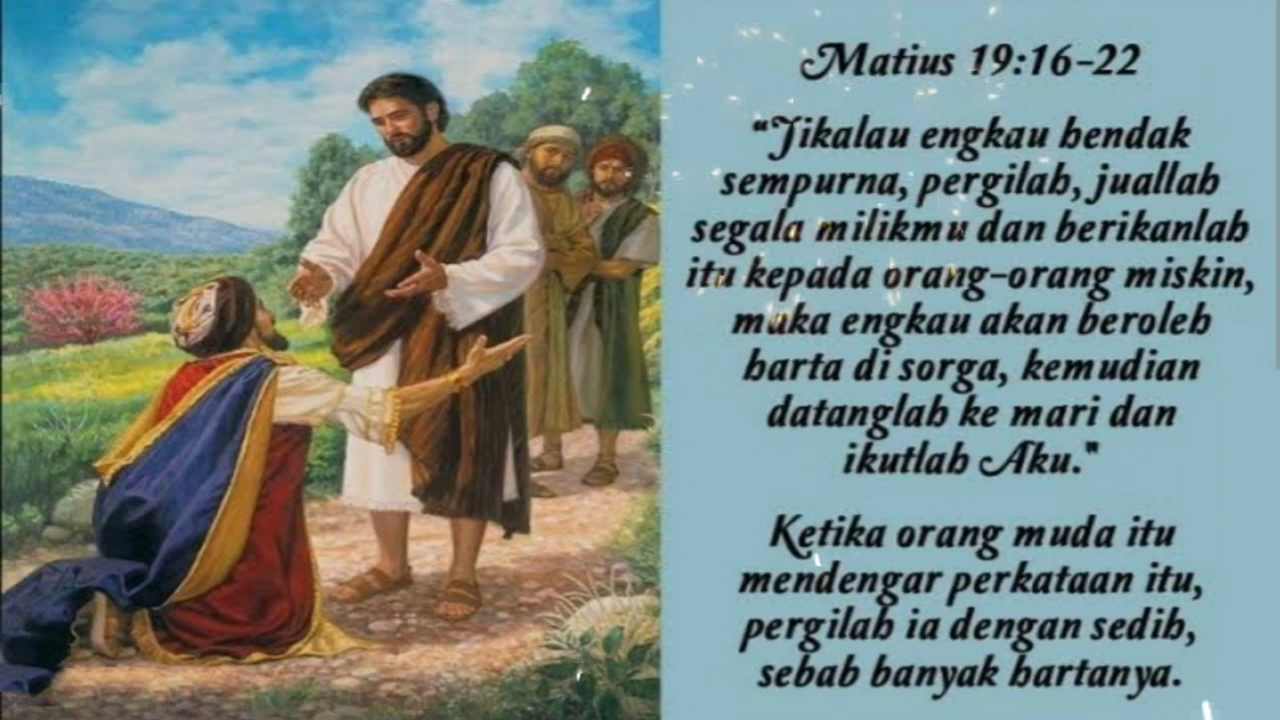 Matius 19:16-22
“Jikalau engkau hendak
sempurna, pergilah, juallah
segala milikmu dan berikanlah
itu kepada orang-orang miskin,
maka engkau akan beroleh
harta di sorga, kemudian
datanglah ke mari dan
ikutlah Aku."
Ketika orang muda itu
mendengar perkataan itu,
pergilah ia dengan sedih,
sebab banyak hartanya.